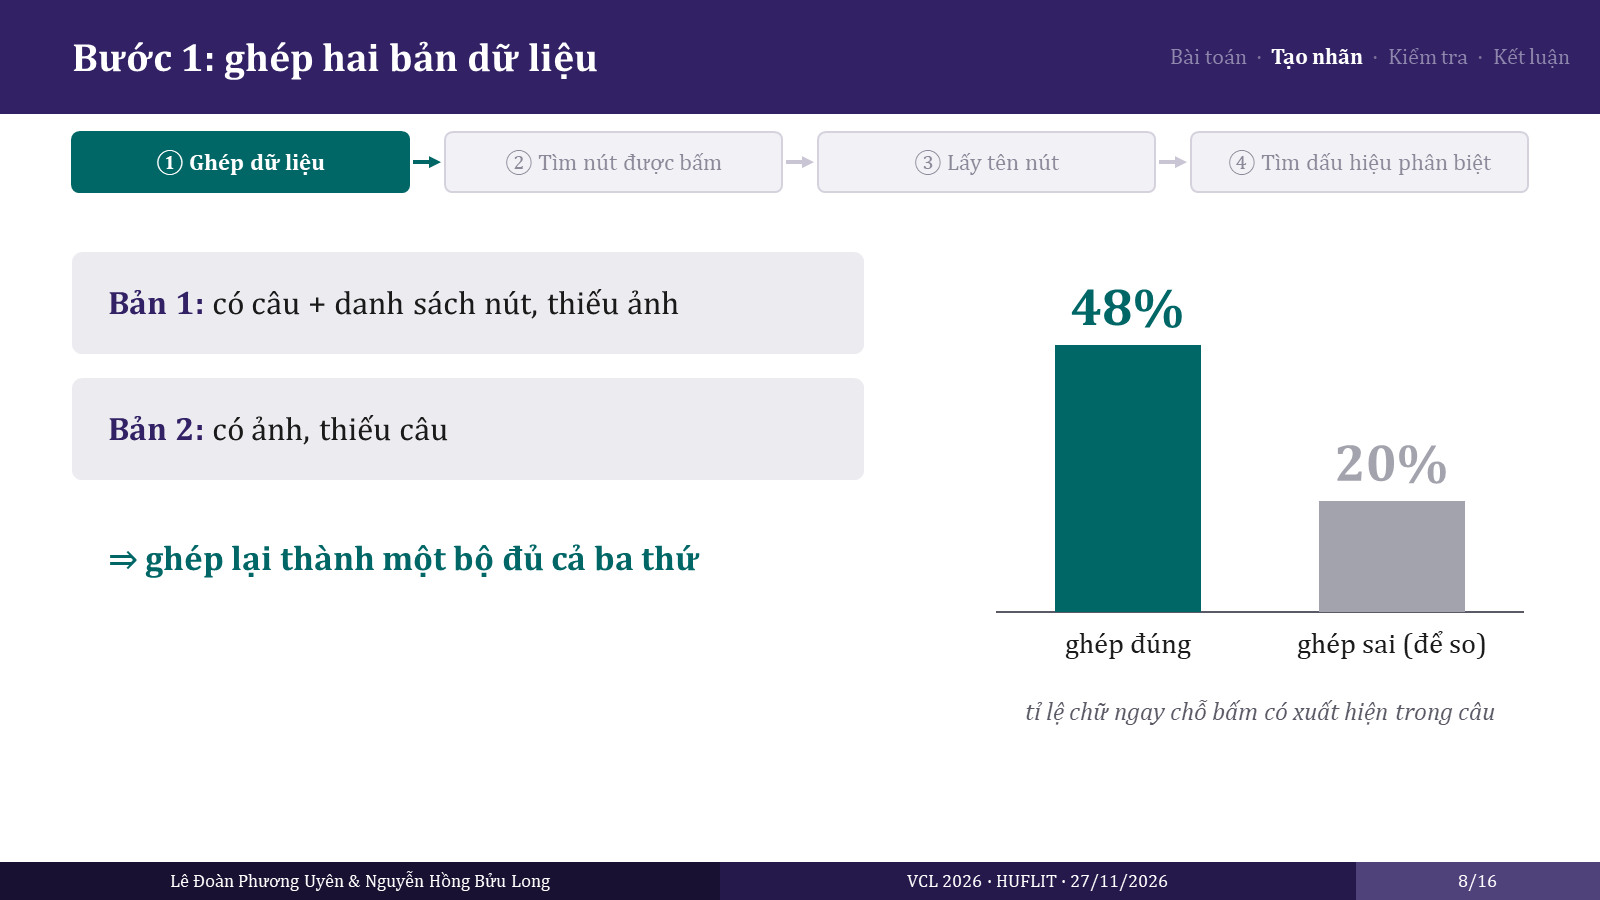 Bước 1: ghép hai bản dữ liệu
Bài toán · Tạo nhãn · Kiểm tra · Kết luận
① Ghép dữ liệu
② Tìm nút được bấm
③ Lấy tên nút
④ Tìm dấu hiệu phân biệt
Bản 1: có câu + danh sách nút, thiếu ảnh
Bản 2: có ảnh, thiếu câu
⇒ ghép lại thành một bộ đủ cả ba thứ
48%
20%
ghép đúng
ghép sai (để so)
tỉ lệ chữ ngay chỗ bấm có xuất hiện trong câu
Lê Đoàn Phương Uyên & Nguyễn Hồng Bửu Long
VCL 2026 · HUFLIT · 27/11/2026
8/16